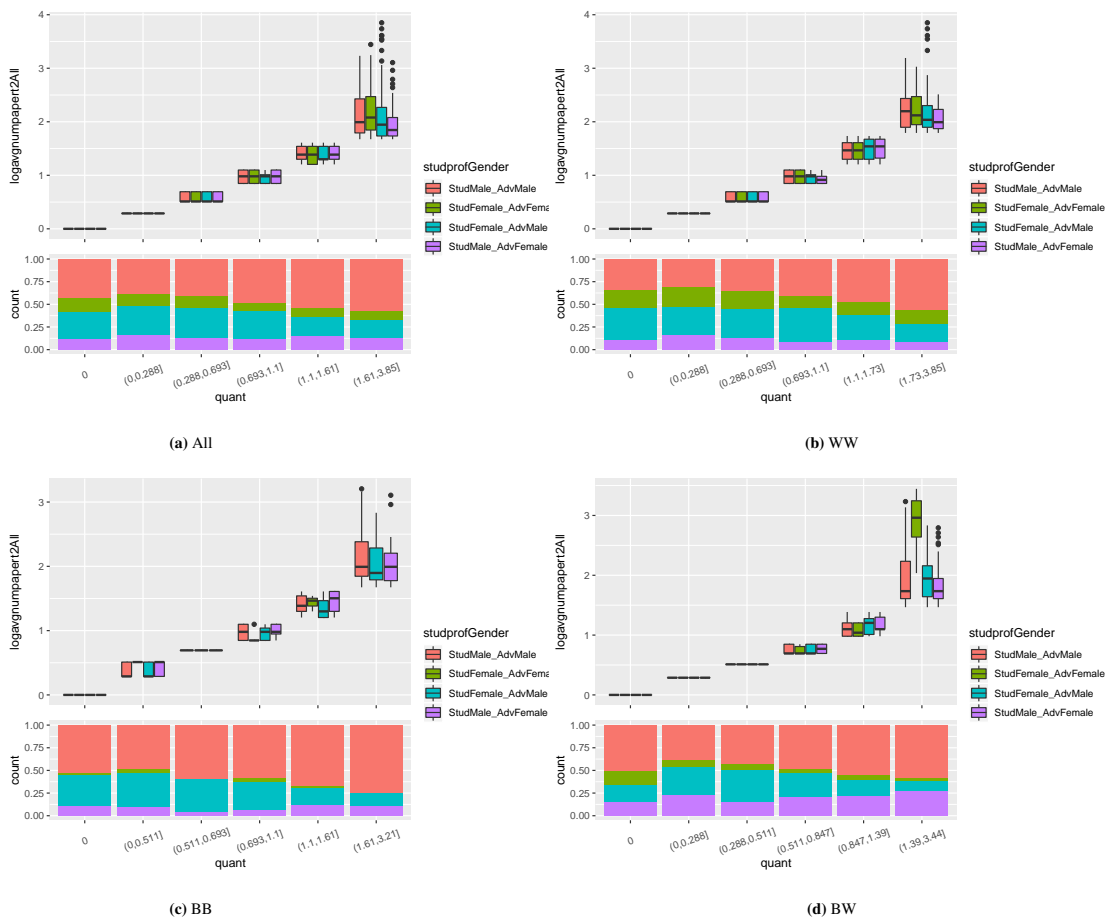 4
3
2
1
0
logavgnumpapert2All
studprofGender
StudMale_AdvMale
StudFemale_AdvFema
StudFemale_AdvMale
StudMale_AdvFemale
1.00
0.75
0.50
0.25
0.00
count
0
(0,0.288]
(0.288,0.693]
(0.693,1.1]
(1.1,1.61]
(1.61,3.85]
quant
(a) All
4
3
2
1
0
logavgnumpapert2All
studprofGender
StudMale_AdvMale
StudFemale_AdvFemale
StudFemale_AdvMale
StudMale_AdvFemale
1.00
0.75
0.50
0.25
0.00
count
0
(0,0.288]
(0.288,0.693]
(0.693,1.1]
(1.1,1.73]
(1.73,3.85]
quant
(b) WW
3
2
1
0
logavgnumpapert2All
studprofGender
StudMale_AdvMale
StudFemale_AdvFema
StudFemale_AdvMale
StudMale_AdvFemale
1.00
0.75
0.50
0.25
0.00
count
0
(0,0.511]
(0.511,0.693]
(0.693,1.1]
(1.1,1.61]
(1.61,3.21]
quant
(c) BB
3
2
1
0
logavgnumpapert2All
studprofGender
StudMale_AdvMale
StudFemale_AdvFemale
StudFemale_AdvMale
StudMale_AdvFemale
1.00
0.75
0.50
0.25
0.00
count
0
(0,0.288]
(0.288,0.511]
(0.511,0.847]
(0.847,1.39]
(1.39,3.44]
quant
(d) BW